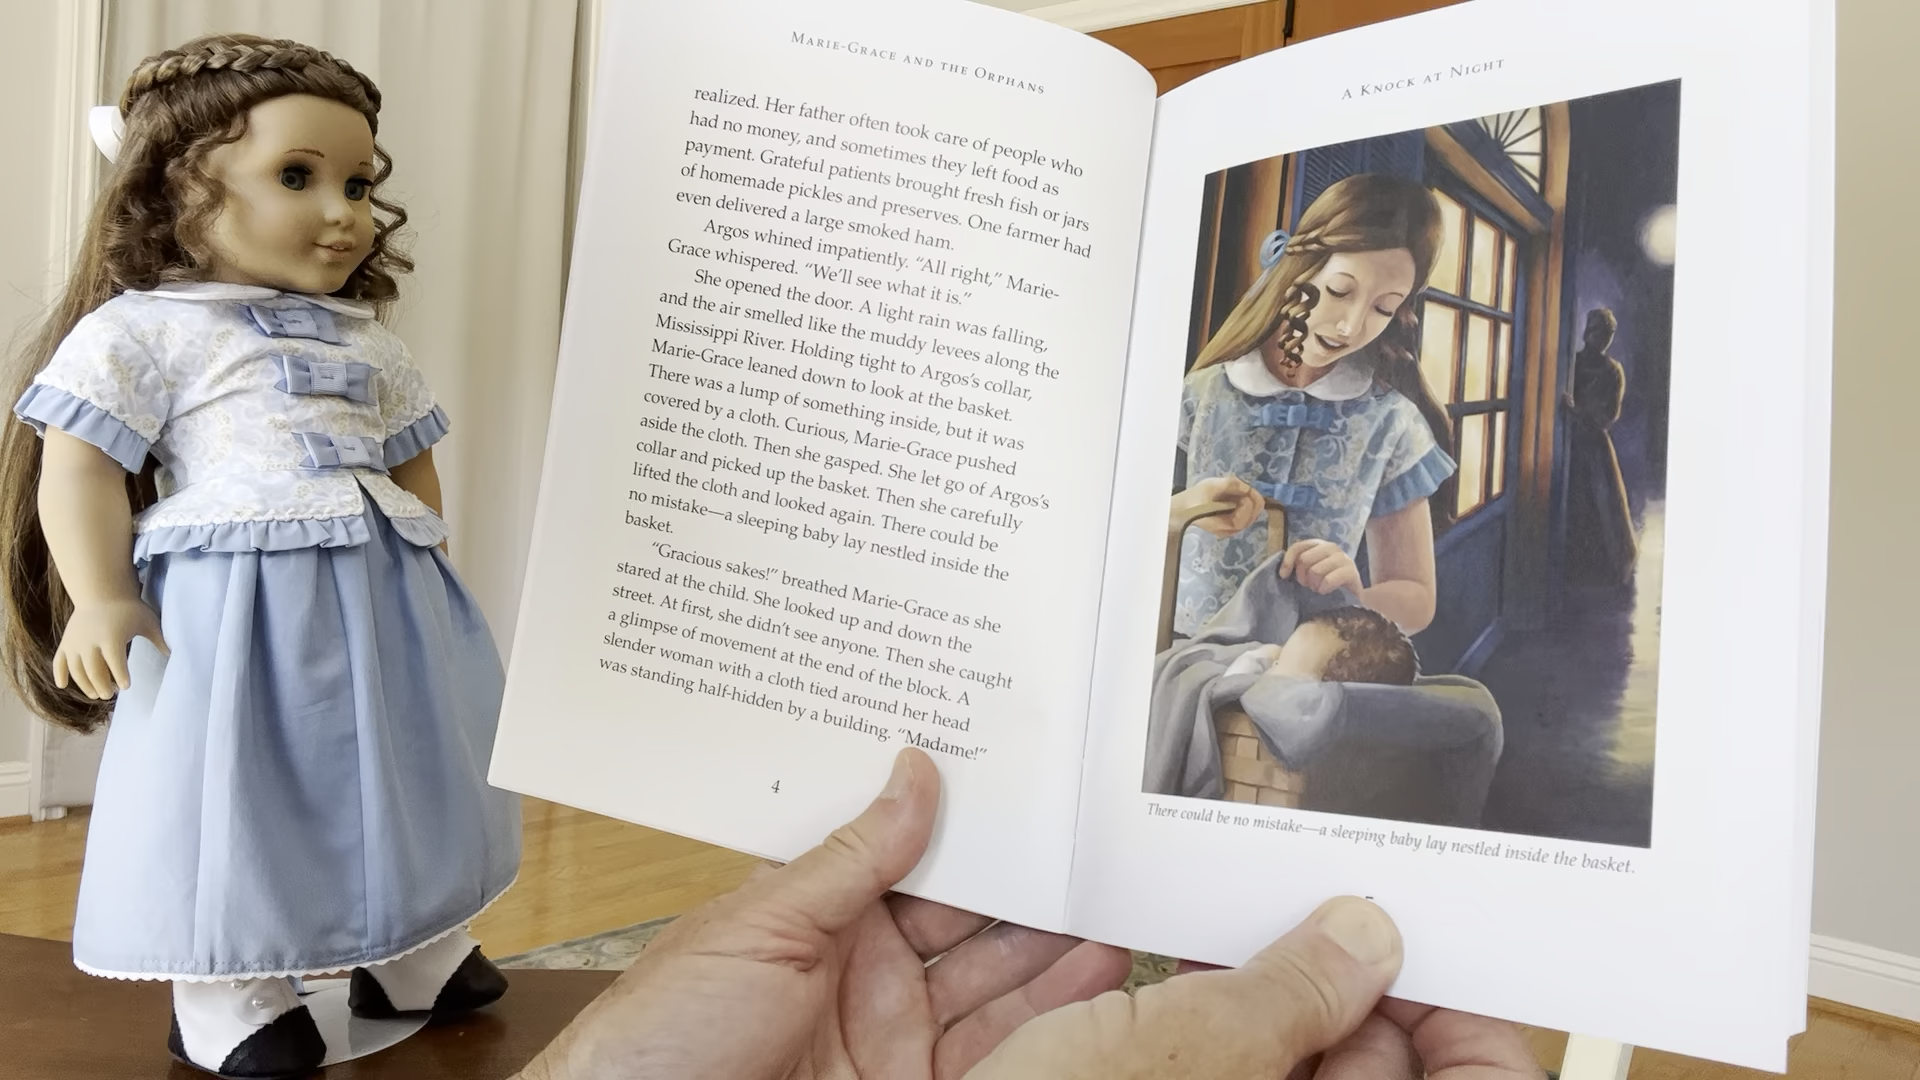 MARIE-GRACE AND THE ORPHANS
realized. Her father often took care of people who
had no money, and sometimes they left food as
payment. Grateful patients brought fresh fish or jars
of homemade pickles and preserves. One farmer had
even delivered a large smoked ham.
Argos whined impatiently. “All right,” Marie-
Grace whispered. “We’ll see what it is.”
She opened the door. A light rain was falling,
and the air smelled like the muddy levees along the
Mississippi River. Holding tight to Argos’s collar,
Marie-Grace leaned down to look at the basket.
There was a lump of something inside, but it was
covered by a cloth. Curious, Marie-Grace pushed
aside the cloth. Then she gasped. She let go of Argos’s
collar and picked up the basket. Then she carefully
lifted the cloth and looked again. There could be
no mistake—a sleeping baby lay nestled inside the
basket.
“Gracious sakes!” breathed Marie-Grace as she
stared at the child. She looked up and down the
street. At first, she didn’t see anyone. Then she caught
a glimpse of movement at the end of the block. A
slender woman with a cloth tied around her head
was standing half-hidden by a building. “Madame!”
4
A KNOCK AT NIGHT
There could be no mistake—a sleeping baby lay nestled inside the basket.